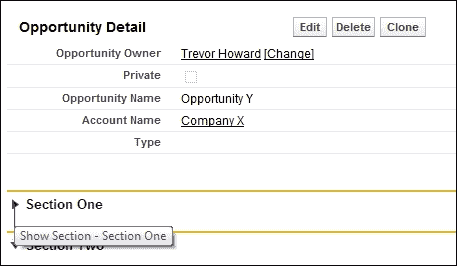 Opportunity Detail Edit Delete Clone
Opportunity Owner Trevor Howard [Change]
Private
Opportunity Name Opportunity Y
Account Name Company X
Type
Section One
Show Section - Section One
Section Two